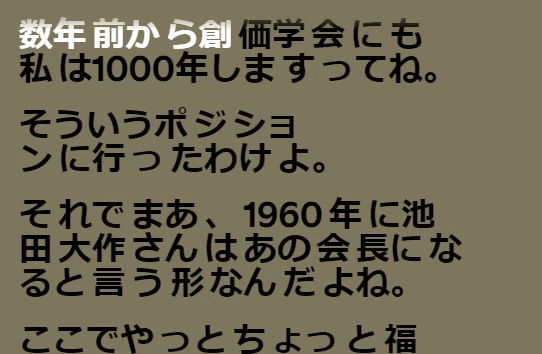 数年前から創価学会にも
私は1000年しますってね。
そういうポジショ
ンに行ったわけよ。
それでまあ、1960年に池
田大作さんはあの会長にな
ると言う形なんだよね。
ここでやっとちょっと福